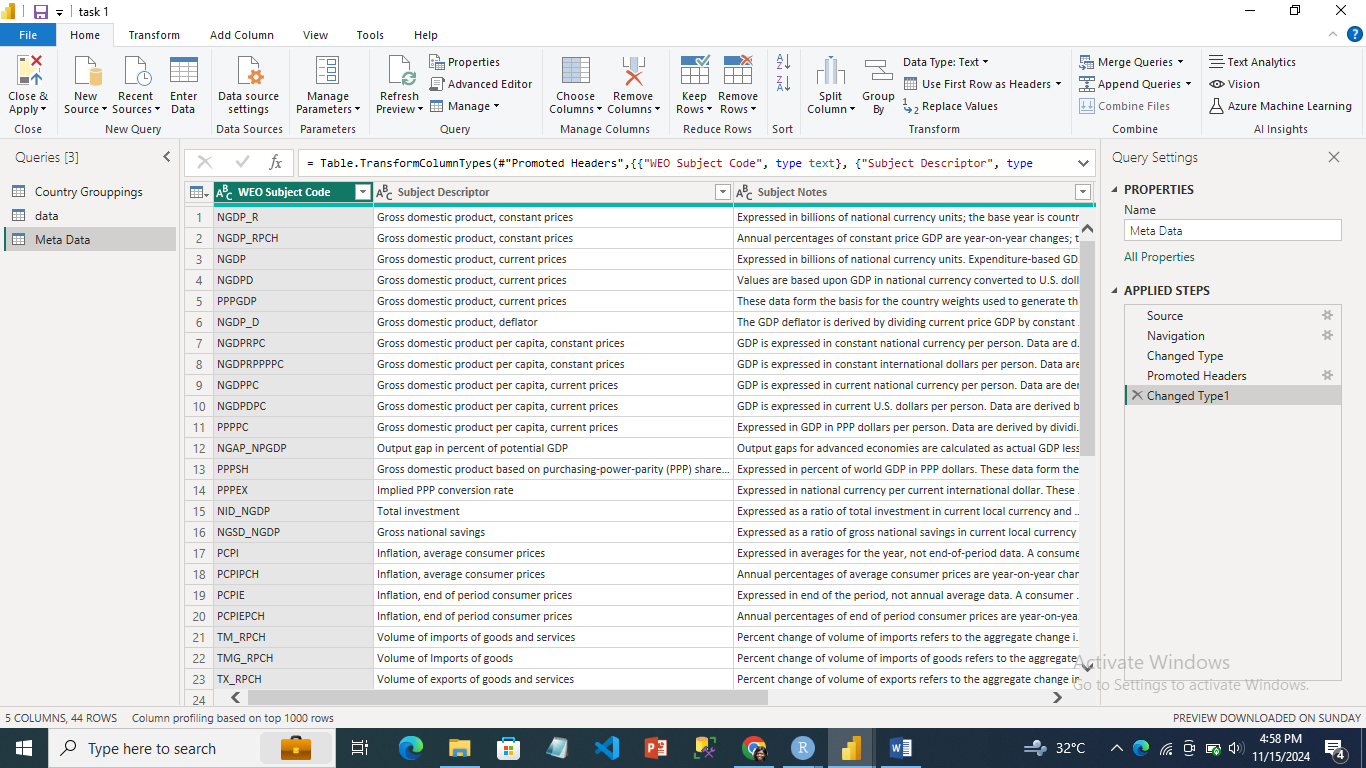 task 1
File Home Transform Add Column View Tools Help
Close & Apply
New Source
Recent Sources
Enter Data
Data source settings
Manage Parameters
Refresh Preview
Properties
Advanced Editor
Manage
Choose Columns
Remove Columns
Keep Rows
Remove Rows
Split Column
Group By
Data Type: Text
Use First Row as Headers
Replace Values
Merge Queries
Append Queries
Combine Files
Text Analytics
Vision
Azure Machine Learning
Close New Query Data Sources Parameters Query Manage Columns Reduce Rows Sort Transform Combine AI Insights
Queries [3]
Country Grouppings
data
Meta Data
fx = Table.TransformColumnTypes(#"Promoted Headers",{{"WEO Subject Code", type text}, {"Subject Descriptor", type
ABC WEO Subject Code ABC Subject Descriptor ABC Subject Notes
1 NGDP_R Gross domestic product, constant prices Expressed in billions of national currency units; the base year is countr
2 NGDP_RPCH Gross domestic product, constant prices Annual percentages of constant price GDP are year-on-year changes; t
3 NGDP Gross domestic product, current prices Expressed in billions of national currency units. Expenditure-based GD
4 NGDPD Gross domestic product, current prices Values are based upon GDP in national currency converted to U.S. doll
5 PPPGDP Gross domestic product, current prices These data form the basis for the country weights used to generate th
6 NGDP_D Gross domestic product, deflator The GDP deflator is derived by dividing current price GDP by constant .
7 NGDPRPC Gross domestic product per capita, constant prices GDP is expressed in constant national currency per person. Data are d.
8 NGDPRPPPPC Gross domestic product per capita, constant prices GDP is expressed in constant international dollars per person. Data are
9 NGDPPC Gross domestic product per capita, current prices GDP is expressed in current national currency per person. Data are der
10 NGDPDPC Gross domestic product per capita, current prices GDP is expressed in current U.S. dollars per person. Data are derived b
11 PPPPC Gross domestic product per capita, current prices Expressed in GDP in PPP dollars per person. Data are derived by dividi.
12 NGAP_NPGDP Output gap in percent of potential GDP Output gaps for advanced economies are calculated as actual GDP less
13 PPPSH Gross domestic product based on purchasing-power-parity (PPP) share... Expressed in percent of world GDP in PPP dollars. These data form the
14 PPPEX Implied PPP conversion rate Expressed in national currency per current international dollar. These .
15 NID_NGDP Total investment Expressed as a ratio of total investment in current local currency and ..
16 NGSD_NGDP Gross national savings Expressed as a ratio of gross national savings in current local currency
17 PCPI Inflation, average consumer prices Expressed in averages for the year, not end-of-period data. A consume
18 PCPIPCH Inflation, average consumer prices Annual percentages of average consumer prices are year-on-year char
19 PCPIE Inflation, end of period consumer prices Expressed in end of the period, not annual average data. A consumer .
20 PCPIEPCH Inflation, end of period consumer prices Annual percentages of end of period consumer prices are year-on-yea
21 TM_RPCH Volume of imports of goods and services Percent change of volume of imports refers to the aggregate change i.
22 TMG_RPCH Volume of Imports of goods Percent change of volume of imports of goods refers to the aggregate
23 TX_RPCH Volume of exports of goods and services Percent change of volume of exports refers to the aggregate change in
24
Query Settings
PROPERTIES
Name
Meta Data
All Properties
APPLIED STEPS
Source
Navigation
Changed Type
Promoted Headers
Changed Type1
Activate Windows
Go to Settings to activate Windows.
5 COLUMNS, 44 ROWS Column profiling based on top 1000 rows PREVIEW DOWNLOADED ON SUNDAY
Type here to search
32°C
4:58 PM
11/15/2024
4